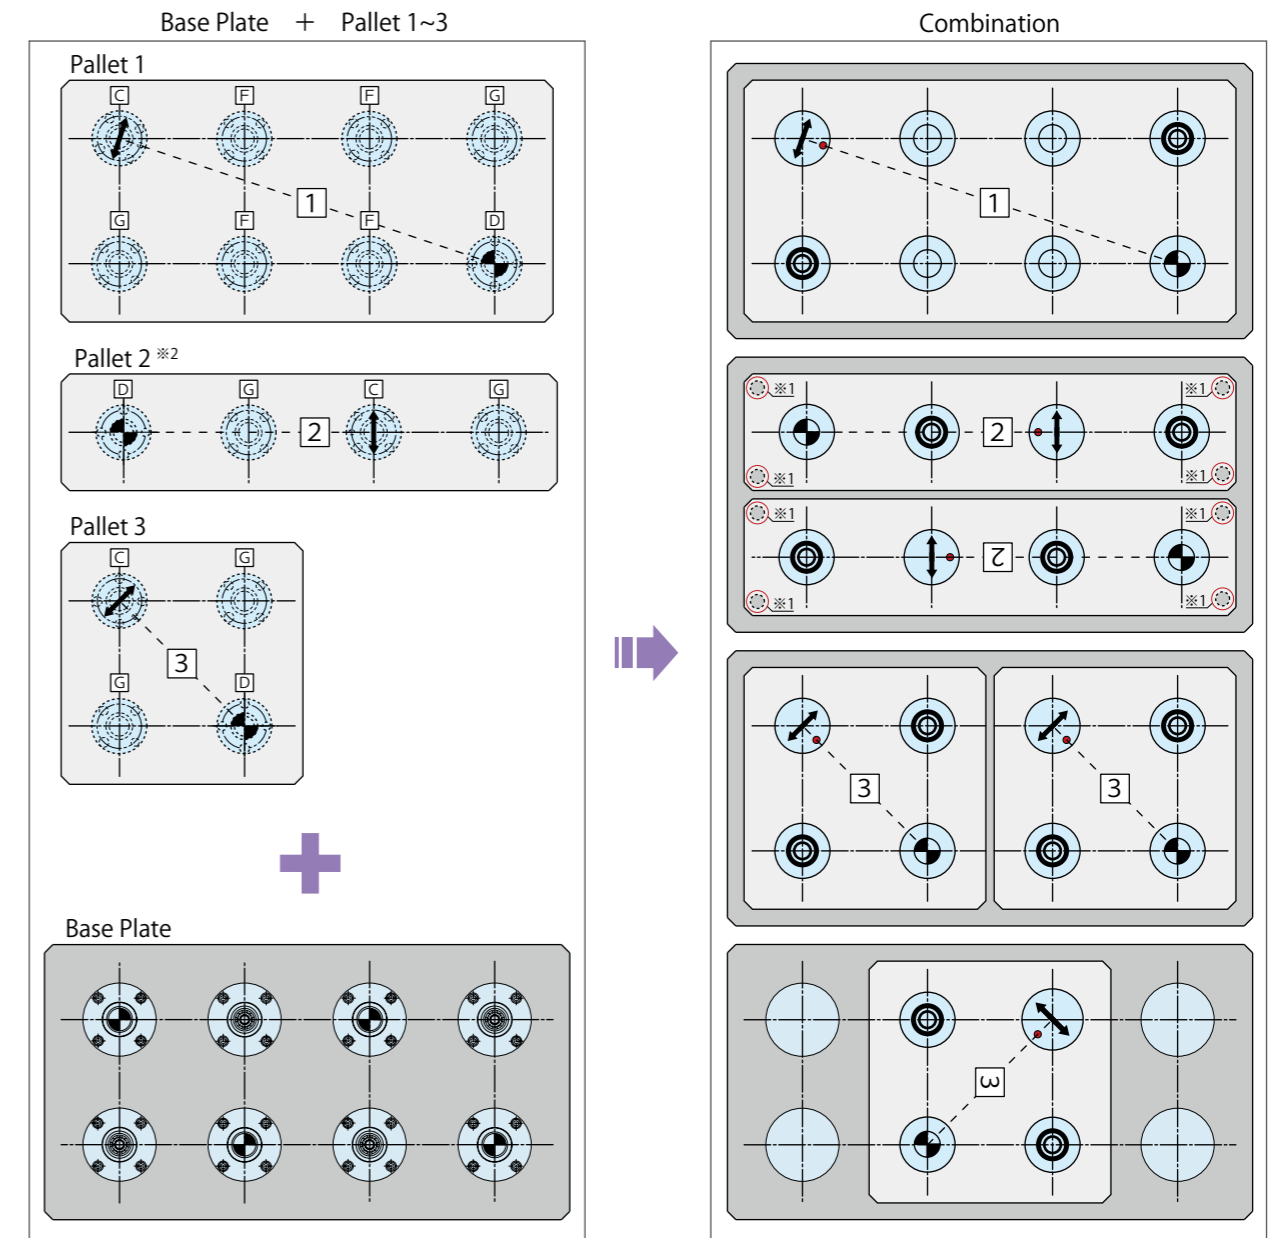 Base Plate + Pallet 1~3
Pallet 1
C F F G
1
G F F D
Pallet 2 ※2
D G C G
2
Pallet 3
C G
3
G D
Base Plate
Combination
1
※1 ※1
2
※1 ※1
※1 ※1
2
※1 ※1
3 3
3